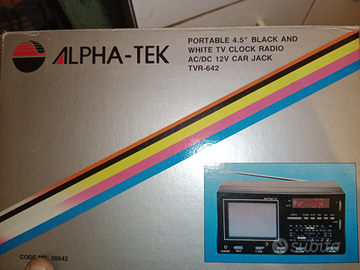 ALPHA-TEK
PORTABLE 4.5" BLACK AND
WHITE TV CLOCK RADIO
AC/DC 12V CAR JACK
TVR-642
CODE NO. 26642
subito